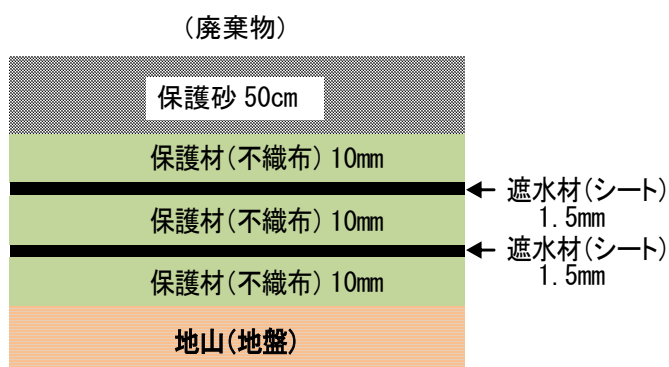 （廃棄物）
保護砂 50cm
保護材（不織布）10mm
遮水材（シート）
1.5mm
保護材（不織布）10mm
遮水材（シート）
1.5mm
保護材（不織布）10mm
地山（地盤）